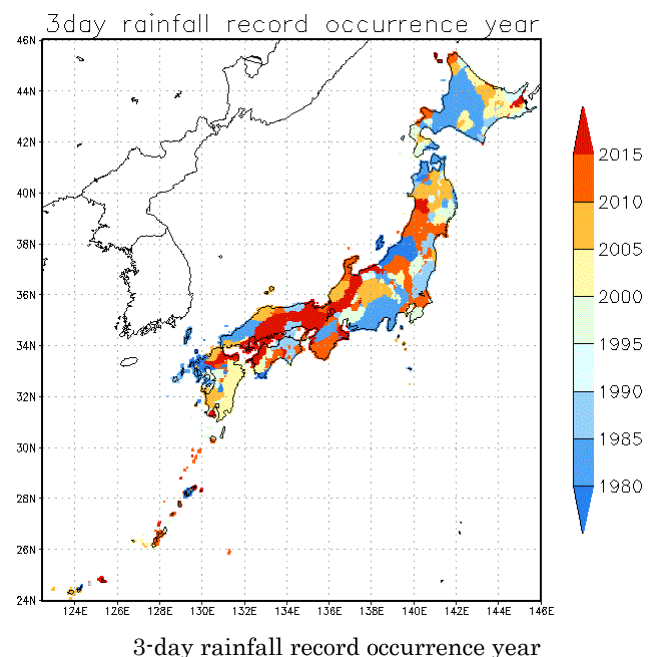 3day rainfall record occurrence year
46N
44N
42N
40N
38N
36N
34N
32N
30N
28N
26N
24N
124E 126E 128E 130E 132E 134E 136E 138E 140E 142E 144E 146E
2015
2010
2005
2000
1995
1990
1985
1980
3-day rainfall record occurrence year